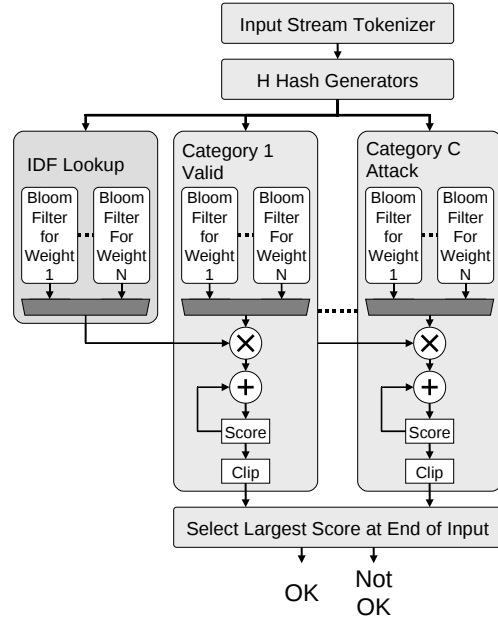 Input Stream Tokenizer
H Hash Generators
IDF Lookup
Bloom
Filter
for
Weight
1
Bloom
Filter
For
Weight
N
Category 1
Valid
Bloom
Filter
for
Weight
1
Bloom
Filter
For
Weight
N
×
+
Score
Clip
Category C
Attack
Bloom
Filter
for
Weight
1
Bloom
Filter
For
Weight
N
×
+
Score
Clip
Select Largest Score at End of Input
OK
Not
OK